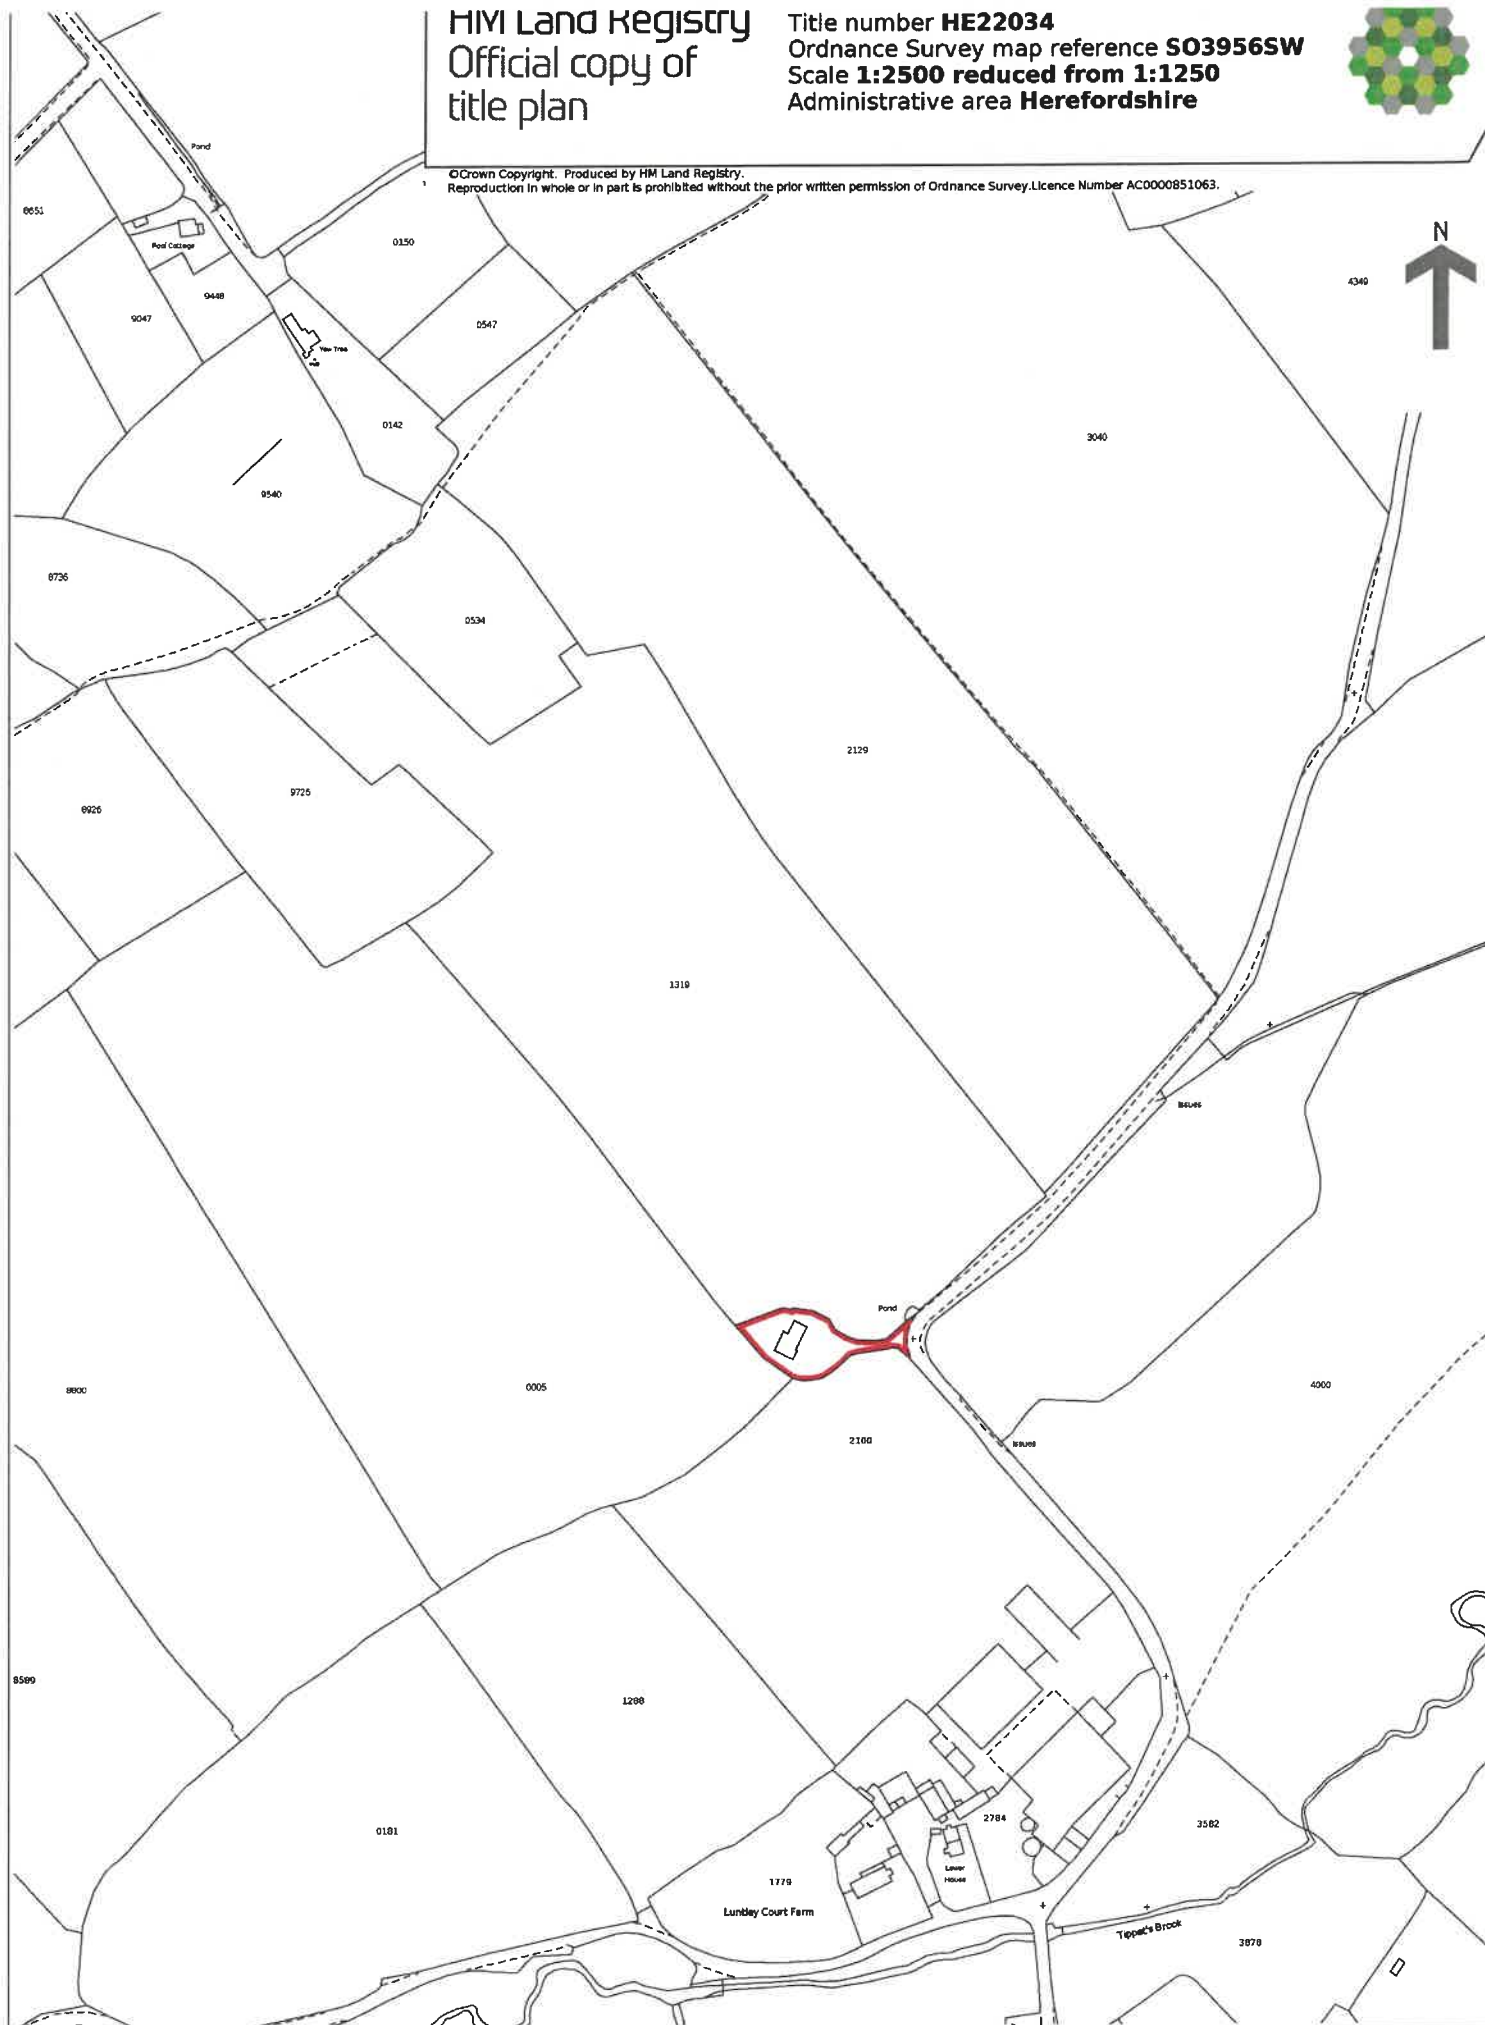 HM Land Registry
Official copy of
title plan
Title number HE22034
Ordnance Survey map reference SO3956SW
Scale 1:2500 reduced from 1:1250
Administrative area Herefordshire
©Crown Copyright. Produced by HM Land Registry.
Reproduction in whole or in part is prohibited without the prior written permission of Ordnance Survey.Licence Number AC0000851063.
N
Pond
8651
Pool Cottage
0150
4349
9448
9047
0547
Yew Tree
0142
3040
9540
8736
0534
2129
9725
8926
1319
Issues
Pond
8800
0005
4000
2100
Issues
8599
1288
0181
2784
3582
Lower
House
1779
Luntley Court Farm
Tippet's Brook
3878